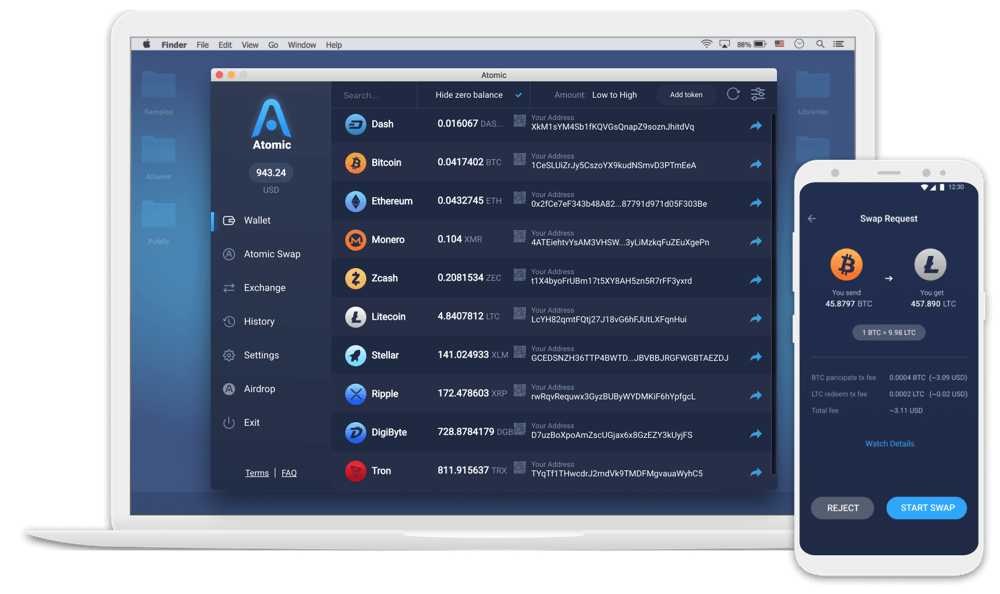 Finder File Edit View Go Window Help
88%
Samples
Albums
Public
Libraries
Atomic
Atomic
943.24
USD
Wallet
Atomic Swap
Exchange
History
Settings
Airdrop
Exit
Terms | FAQ
Search... Hide zero balance Amount: Low to High Add token
Dash 0.016067 DAS... Your Address
XkM1sYM4Sb1fKQVGsQnapZ9soznJhitdVq
Bitcoin 0.0417402 BTC Your Address
1CeSLUiZrJy5CszoYX9kudNSmvD3PTmEeA
Ethereum 0.0432745 ETH Your Address
0x2fCe7eF343b48A82...87791d971d05F303Be
Monero 0.104 XMR Your Address
4ATEiehtvYsAM3VHSW...3yLiMzkqFuZEuXgePn
Zcash 0.2081534 ZEC Your Address
t1X4byoFrUBm17t5XY8AH5zn5R7rFF3yxrd
Litecoin 4.8407812 LTC Your Address
LcYH82qmtFQtj27J18vG6hFJUtLXFqnHui
Stellar 141.024933 XLM Your Address
GCEDSNZH36TTP4BWTD...JBVBBJRGFWGBTAEZDJ
Ripple 172.478603 XRP Your Address
rwRqvRequwx3GyzBUByWYDMKiF6hYpfgcL
DigiByte 728.8784179 DGB Your Address
D7uzBoXpoAmZscUGjax6x8GzEZY3kUyjFS
Tron 811.915637 TRX Your Address
TYqTf1THwcdrJ2mdVk9TMDFMgvauaWyhC5
12:30
Swap Request
You send You get
45.8797 BTC 457.890 LTC
1 BTC = 9.98 LTC
BTC paricipate tx fee 0.0004 BTC (~3.09 USD)
LTC redeem tx fee 0.0002 LTC (~0.02 USD)
Total fee ~3.11 USD
Watch Details
REJECT START SWAP